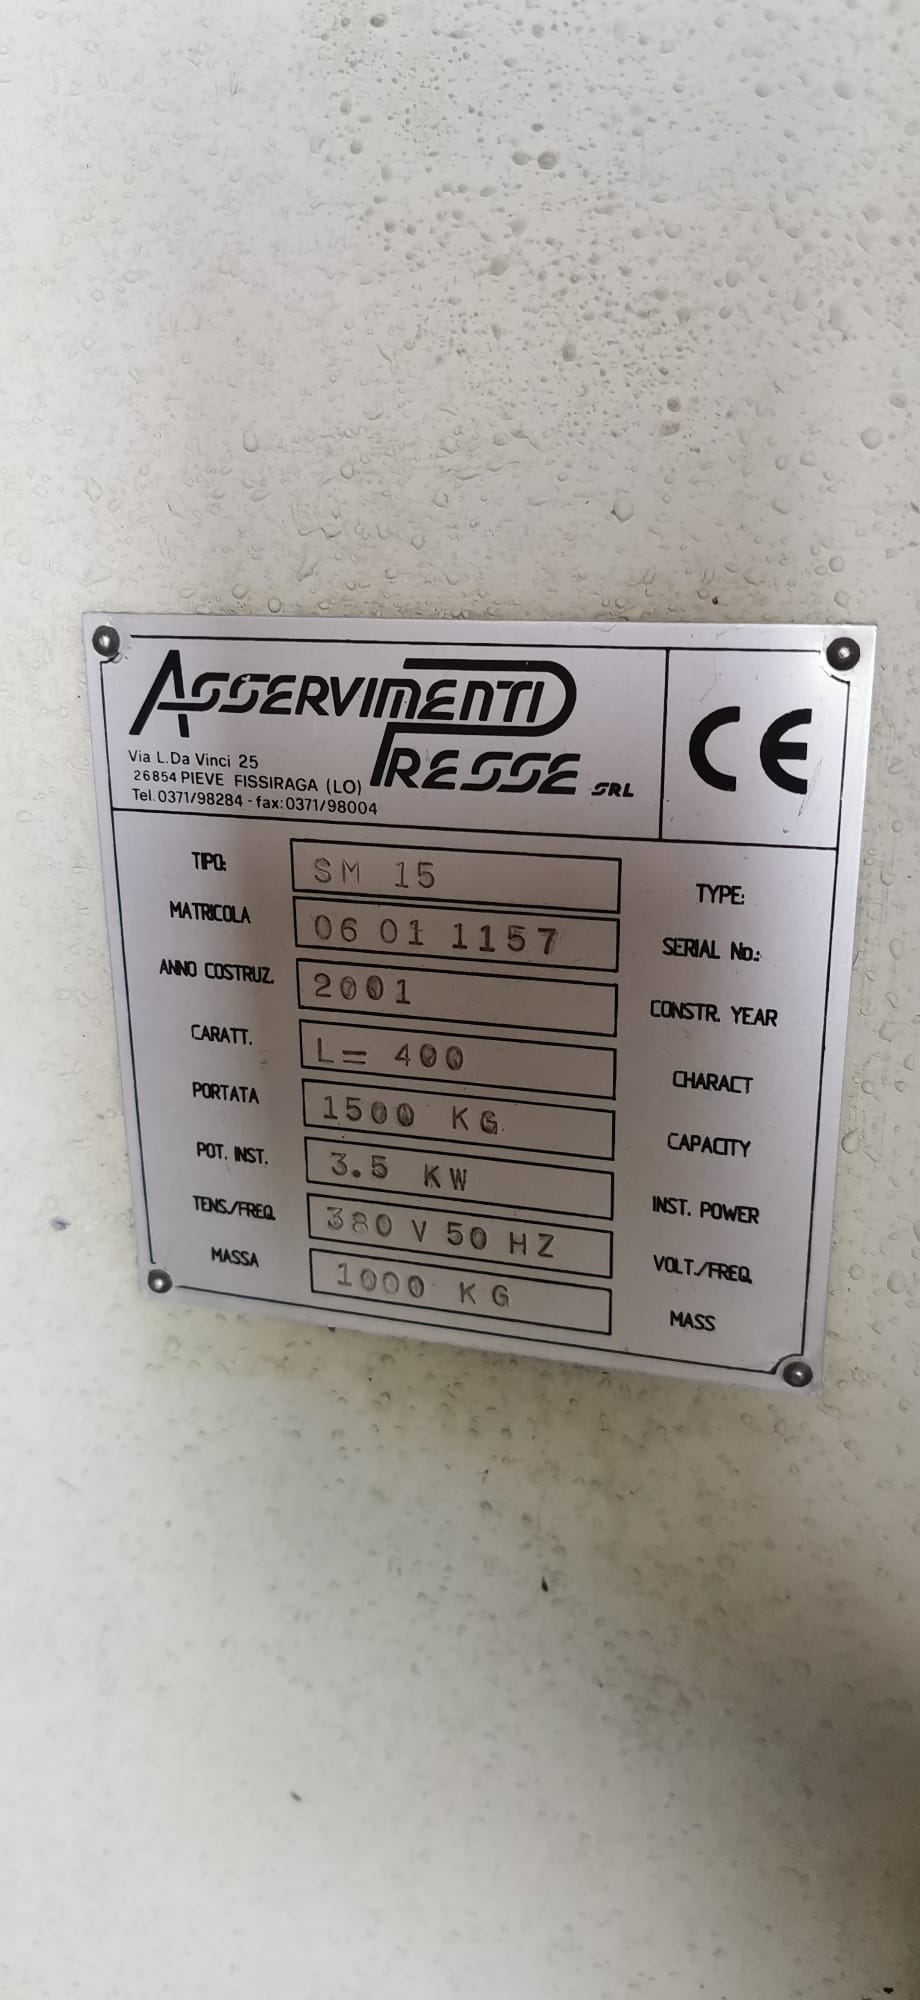 ASSERVIMENTI
PRESSE SRL
Via L.Da Vinci 25
26854 PIEVE FISSIRAGA (LO)
Tel.0371/98284 - fax:0371/98004
CE
TIPO: SM 15 TYPE:
MATRICOLA 06 01 1157 SERIAL No.:
ANNO COSTRUZ. 2001 CONSTR. YEAR
CARATT. L= 400 CHARACT
PORTATA 1500 KG. CAPACITY
POT. INST. 3.5 KW INST. POWER
TENS./FREQ. 380 V 50 HZ VOLT./FREQ.
MASSA 1000 KG MASS